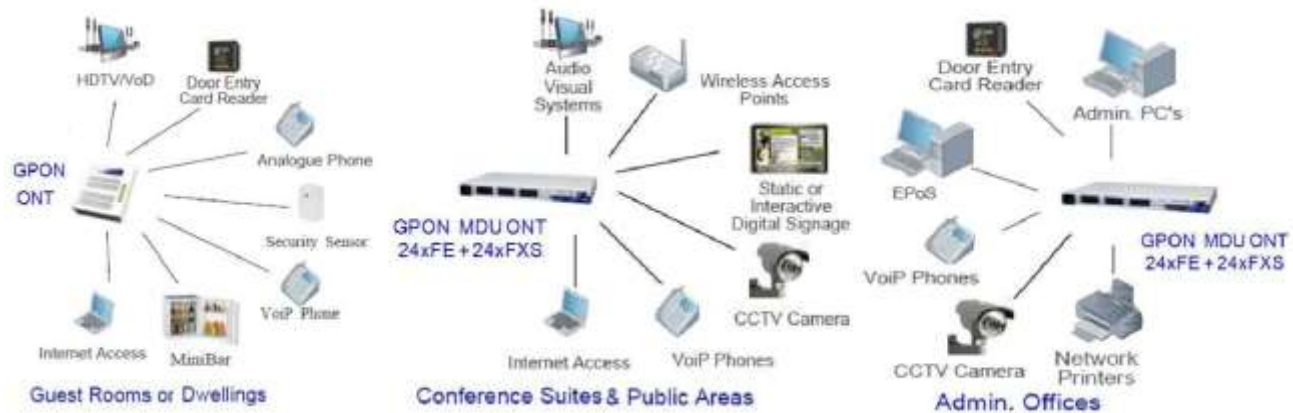 HDTV/VoD
Door Entry
Card Reader
Analogue Phone
GPON
ONT
Security Sensor
VoiP Phone
Internet Access
MiniBar
Guest Rooms or Dwellings
Audio
Visual
Systems
Wireless Access
Points
Static or
Interactive
Digital Signage
GPON MDU ONT
24xFE + 24xFXS
CCTV Camera
Internet Access
VoiP Phones
Conference Suites & Public Areas
Door Entry
Card Reader
Admin. PC's
EPoS
GPON MDU ONT
24xFE + 24xFXS
VoiP Phones
CCTV Camera
Network
Printers
Admin. Offices